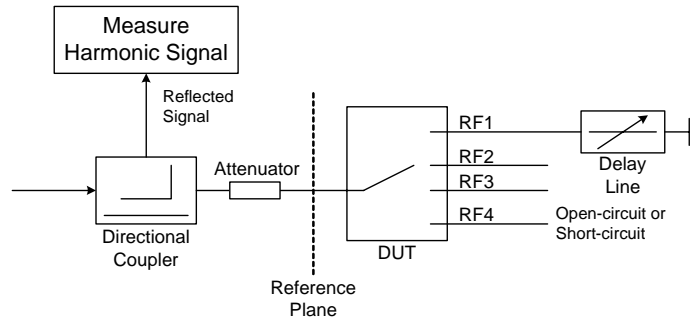 Measure
Harmonic Signal
Reflected
Signal
Attenuator
Directional
Coupler
Reference
Plane
RF1
RF2
RF3
RF4
DUT
Delay
Line
Open-circuit or
Short-circuit